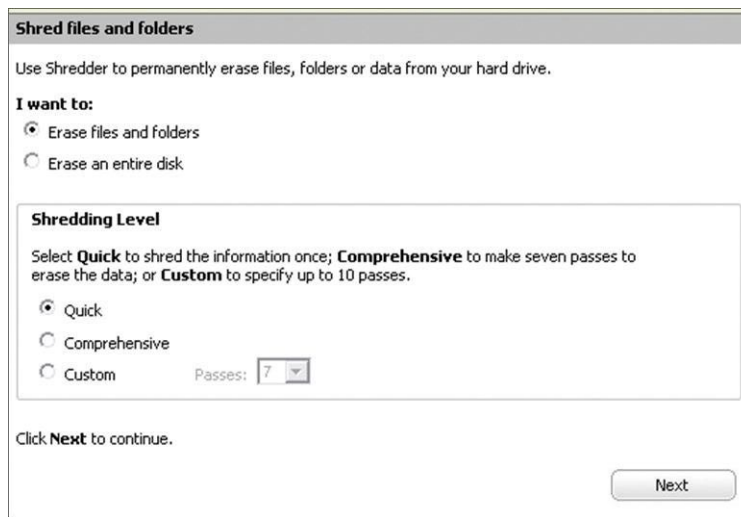 Shred files and folders
Use Shredder to permanently erase files, folders or data from your hard drive.
I want to:
Erase files and folders
Erase an entire disk
Shredding Level
Select Quick to shred the information once; Comprehensive to make seven passes to
erase the data; or Custom to specify up to 10 passes.
Quick
Comprehensive
Custom Passes: 7
Click Next to continue.
Next